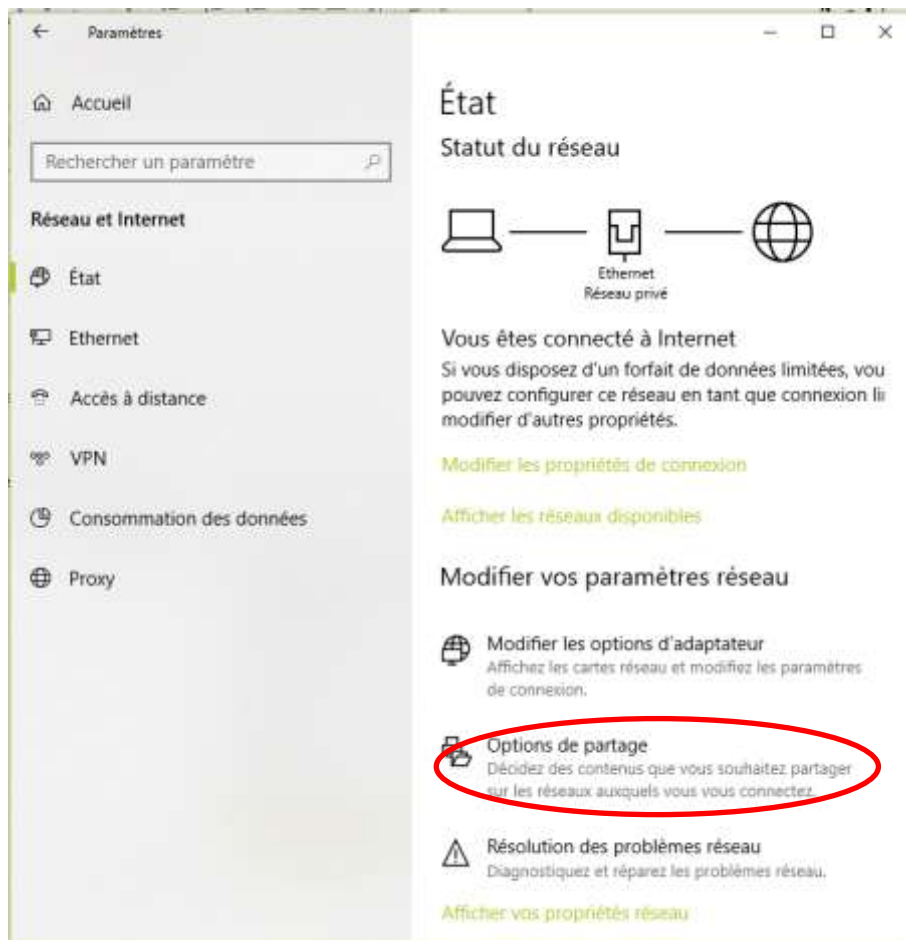 Paramètres
Accueil
Rechercher un paramètre
Réseau et Internet
État
Ethernet
Accès à distance
VPN
Consommation des données
Proxy
État
Statut du réseau
Ethernet
Réseau privé
Vous êtes connecté à Internet
Si vous disposez d'un forfait de données limitées, vou
pouvez configurer ce réseau en tant que connexion li
modifier d'autres propriétés.
Modifier les propriétés de connexion
Afficher les réseaux disponibles
Modifier vos paramètres réseau
Modifier les options d'adaptateur
Affichez les cartes réseau et modifiez les paramètres
de connexion.
Options de partage
Décidez des contenus que vous souhaitez partager
sur les réseaux auxquels vous vous connectez.
Résolution des problèmes réseau
Diagnostiquez et réparez les problèmes réseau.
Afficher vos propriétés réseau